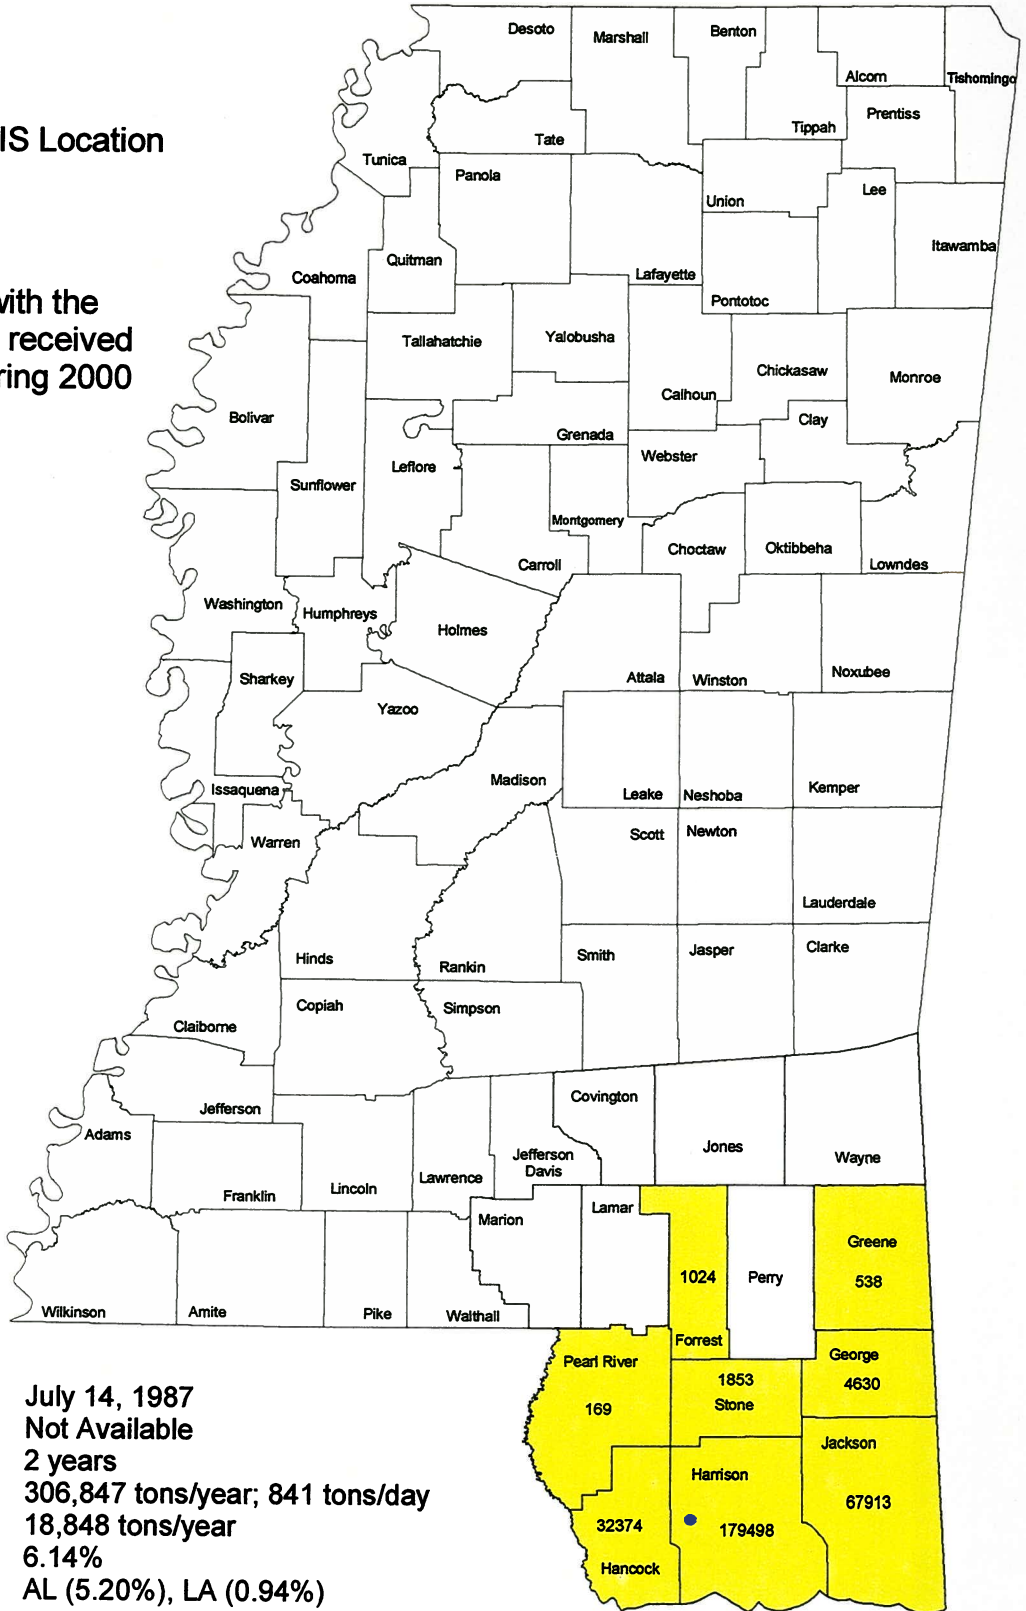 Desoto
Marshall
Benton
Alcorn
Tishomingo
Prentiss
Tippah
IS Location
Tate
Tunica
Panola
Lee
Union
Itawamba
Quitman
Coahoma
Lafayette
Pontotoc
with the
received
ring 2000
Tallahatchie
Yalobusha
Chickasaw
Monroe
Calhoun
Bolivar
Clay
Grenada
Webster
Leflore
Sunflower
Montgomery
Choctaw
Oktibbeha
Carroll
Lowndes
Washington
Humphreys
Holmes
Attala
Winston
Noxubee
Sharkey
Yazoo
Madison
Issaquena
Leake
Neshoba
Kemper
Scott
Newton
Warren
Lauderdale
Hinds
Rankin
Smith
Jasper
Clarke
Copiah
Simpson
Claiborne
Covington
Jefferson
Adams
Jones
Jefferson
Davis
Wayne
Lawrence
Franklin
Lincoln
Lamar
Marion
Greene
1024
Perry
538
Wilkinson
Amite
Pike
Walthall
Forrest
George
Pearl River
1853
4630
Stone
169
Jackson
Harrison
67913
32374
179498
Hancock
July 14, 1987
Not Available
2 years
306,847 tons/year; 841 tons/day
18,848 tons/year
6.14%
AL (5.20%), LA (0.94%)